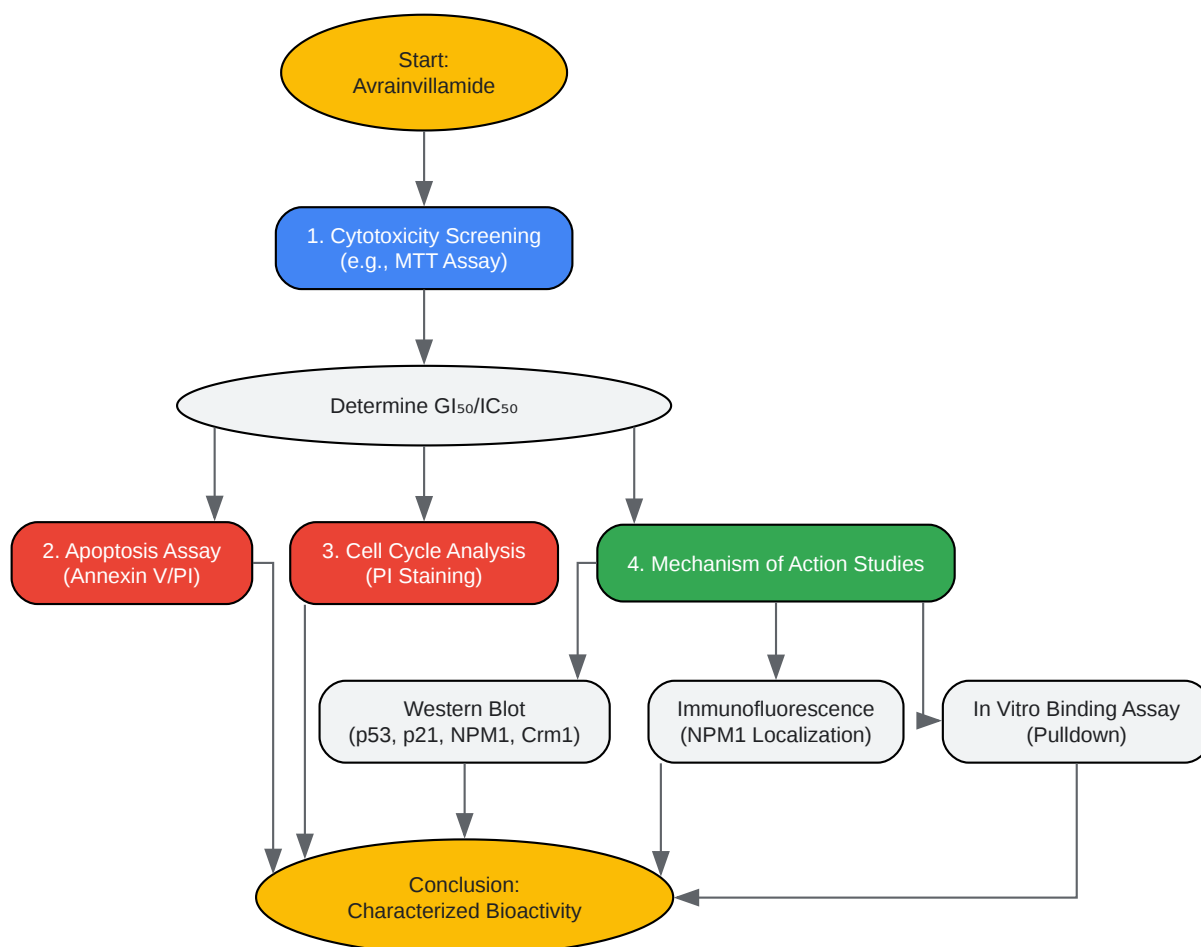 Start:
Avrainvillamide
1. Cytotoxicity Screening
(e.g., MTT Assay)
Determine GI₅₀/IC₅₀
2. Apoptosis Assay
(Annexin V/PI)
3. Cell Cycle Analysis
(PI Staining)
4. Mechanism of Action Studies
Western Blot
(p53, p21, NPM1, Crm1)
Immunofluorescence
(NPM1 Localization)
In Vitro Binding Assay
(Pulldown)
Conclusion:
Characterized Bioactivity